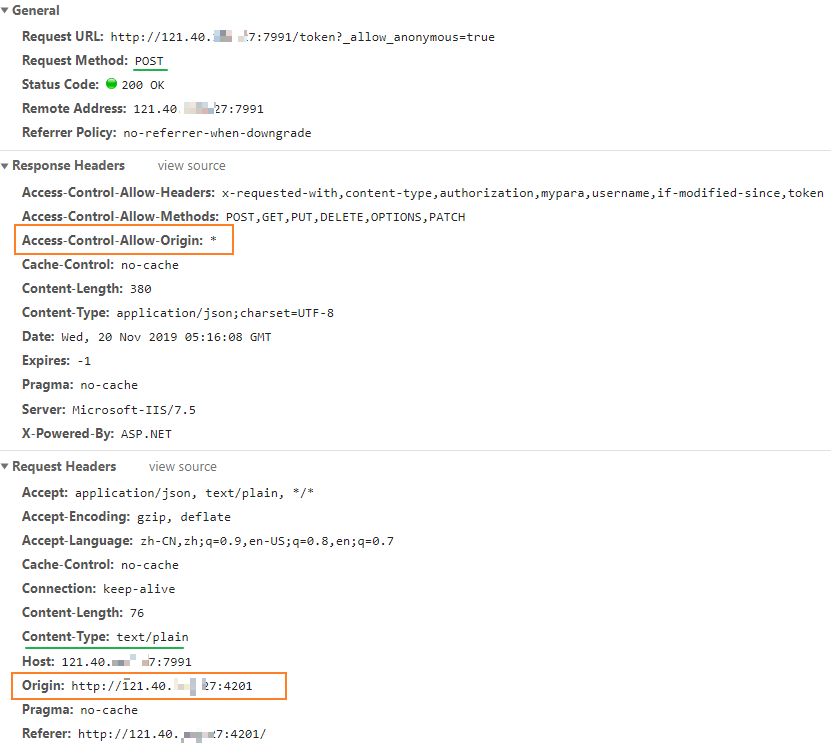 General
Request URL: http://121.40. 7:7991/token?_allow_anonymous=true
Request Method: POST
Status Code: 200 OK
Remote Address: 121.40. 27:7991
Referrer Policy: no-referrer-when-downgrade
Response Headers view source
Access-Control-Allow-Headers: x-requested-with,content-type,authorization,mypara,username,if-modified-since,token
Access-Control-Allow-Methods: POST,GET,PUT,DELETE,OPTIONS,PATCH
Access-Control-Allow-Origin: *
Cache-Control: no-cache
Content-Length: 380
Content-Type: application/json;charset=UTF-8
Date: Wed, 20 Nov 2019 05:16:08 GMT
Expires: -1
Pragma: no-cache
Server: Microsoft-IIS/7.5
X-Powered-By: ASP.NET
Request Headers view source
Accept: application/json, text/plain, */*
Accept-Encoding: gzip, deflate
Accept-Language: zh-CN,zh;q=0.9,en-US;q=0.8,en;q=0.7
Cache-Control: no-cache
Connection: keep-alive
Content-Length: 76
Content-Type: text/plain
Host: 121.40. 7:7991
Origin: http://121.40. 27:4201
Pragma: no-cache
Referer: http://121.40. 7:4201/